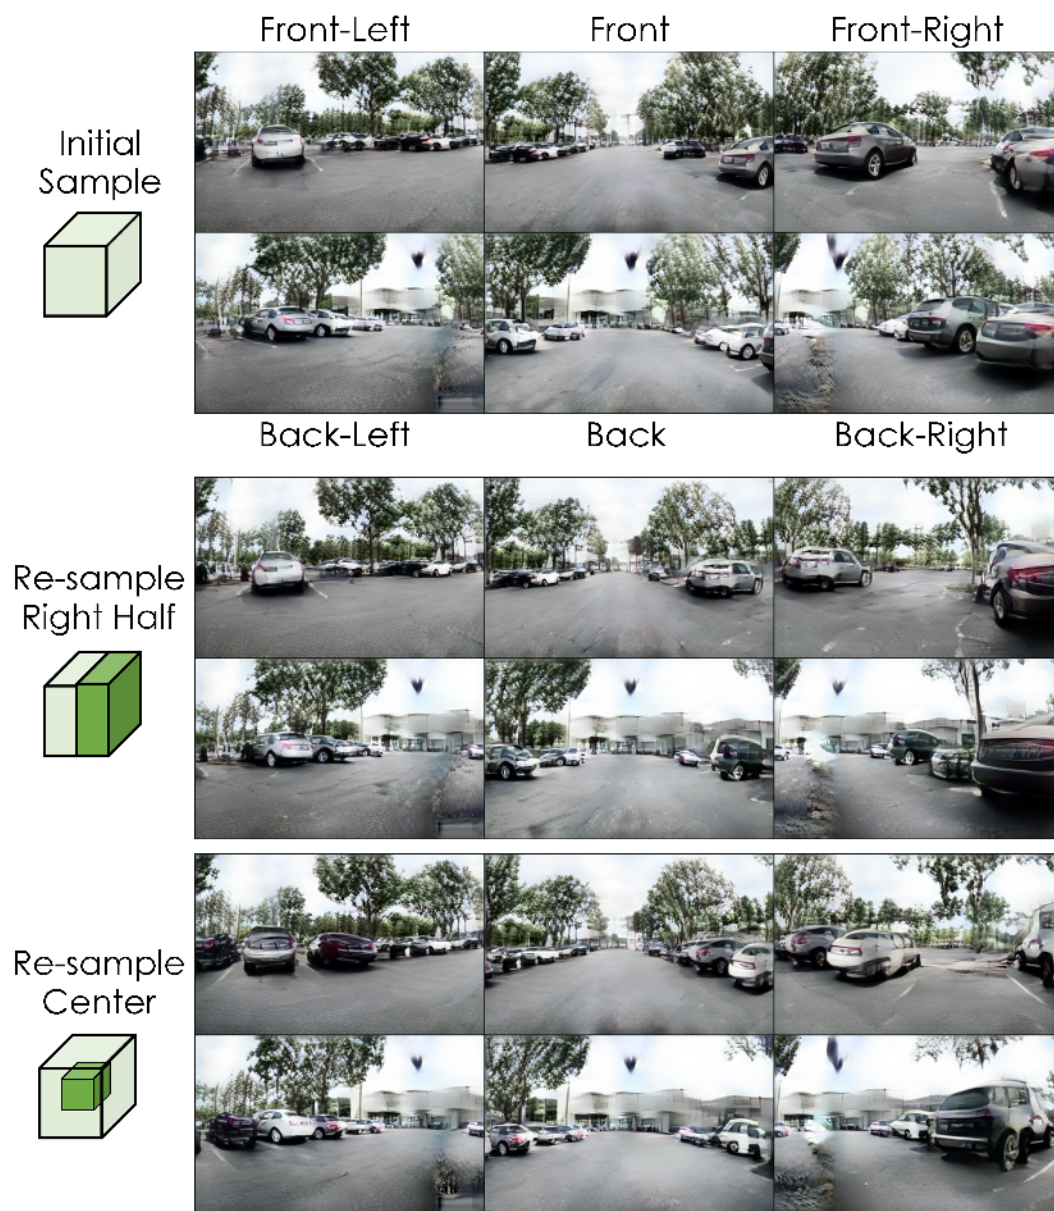 Front-Left
Front
Front-Right
Initial
Sample
Back-Left
Back
Back-Right
Re-sample
Right Half
Re-sample
Center